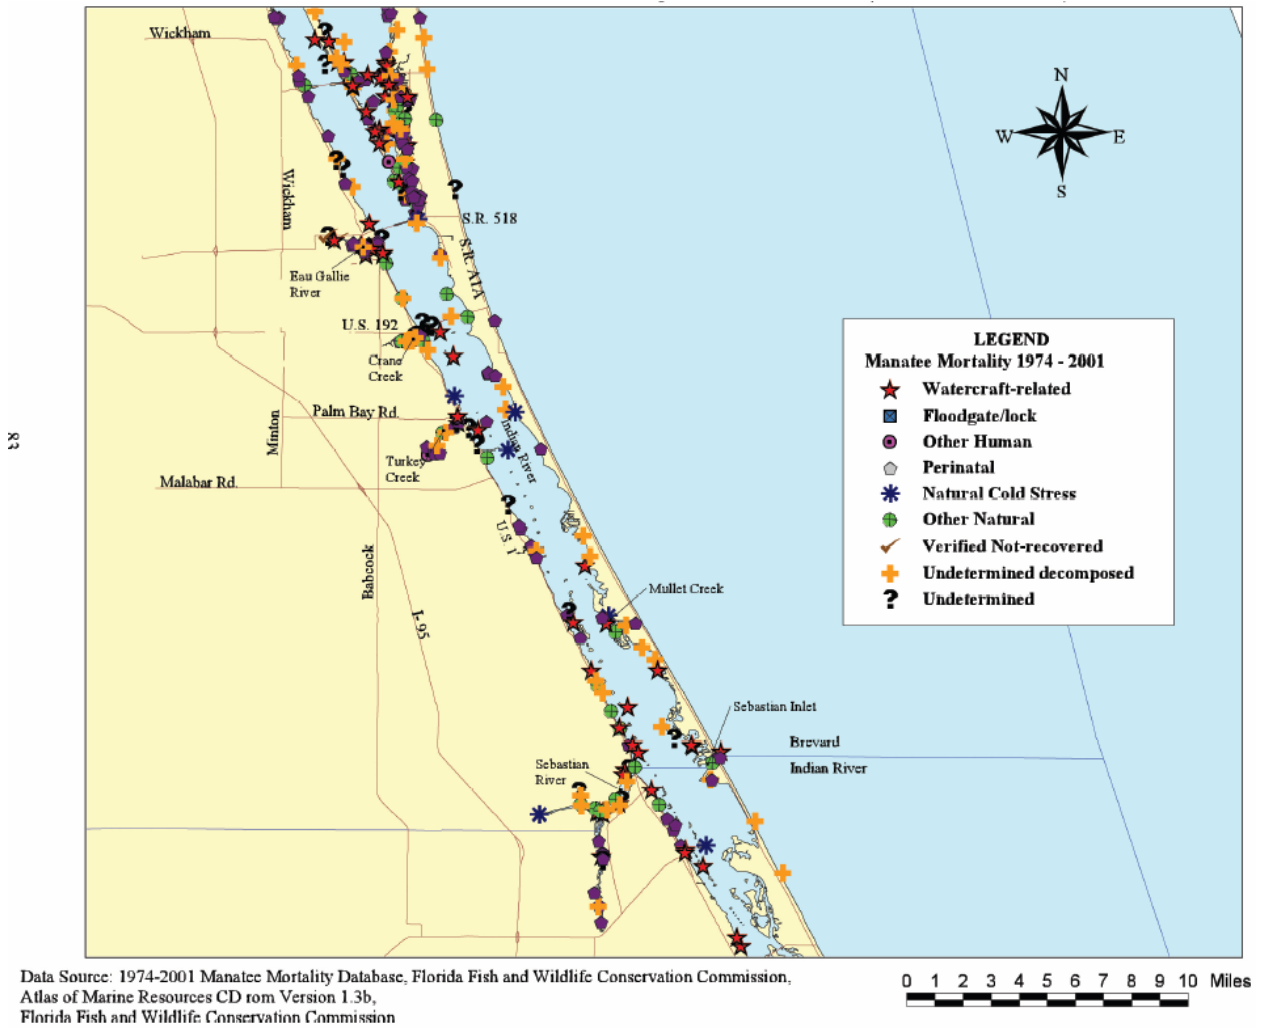 Wickham
N
W
E
S
Wickham
S.R. 518
S.R. A1A
Eau Gallie
River
U.S. 192
Crane
Creek
LEGEND
Manatee Mortality 1974 - 2001
Watercraft-related
Floodgate/lock
Other Human
Perinatal
Natural Cold Stress
Other Natural
Verified Not-recovered
Undetermined decomposed
Undetermined
Palm Bay Rd.
Minton
Indian River
Turkey
Creek
Malabar Rd.
83
U.S. 1
Babcock
I-95
Mullet Creek
Sebastian Inlet
Brevard
Indian River
Sebastian
River
Data Source: 1974-2001 Manatee Mortality Database, Florida Fish and Wildlife Conservation Commission,
Atlas of Marine Resources CD rom Version 1.3b,
Florida Fish and Wildlife Conservation Commission
0 1 2 3 4 5 6 7 8 9 10 Miles